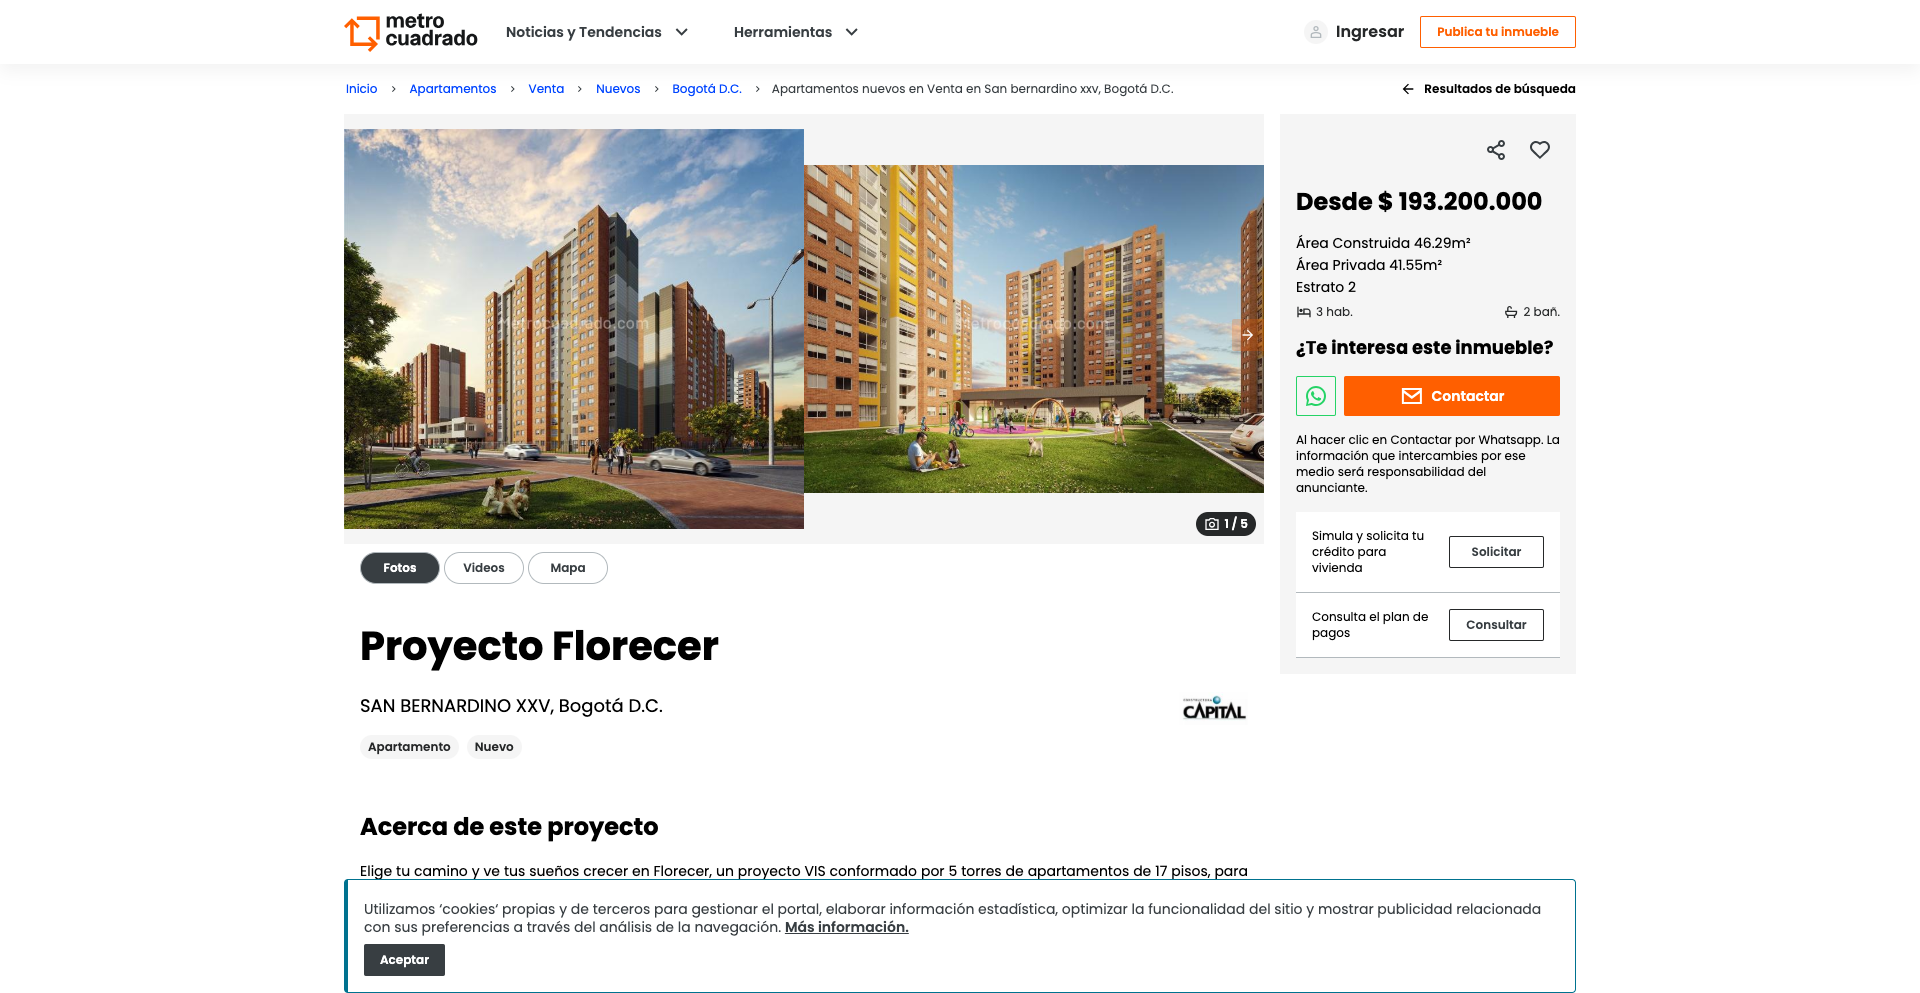 metro
cuadrado
Noticias y Tendencias
Herramientas
Ingresar
Publica tu inmueble
Inicio > Apartamentos > Venta > Nuevos > Bogotá D.C. > Apartamentos nuevos en Venta en San bernardino xxv, Bogotá D.C.
Resultados de búsqueda
metrocuadrado.com
metrocuadrado.com
1 / 5
Desde $ 193.200.000
Área Construida 46.29m²
Área Privada 41.55m²
Estrato 2
3 hab.
2 bañ.
¿Te interesa este inmueble?
Contactar
Al hacer clic en Contactar por Whatsapp. La
información que intercambies por ese
medio será responsabilidad del
anunciante.
Simula y solicita tu
crédito para
vivienda
Solicitar
Consulta el plan de
pagos
Consultar
Fotos
Videos
Mapa
Proyecto Florecer
SAN BERNARDINO XXV, Bogotá D.C.
CONSTRUCTORA
CAPITAL
Apartamento
Nuevo
Acerca de este proyecto
Elige tu camino y ve tus sueños crecer en Florecer, un proyecto VIS conformado por 5 torres de apartamentos de 17 pisos, para
Utilizamos ‘cookies‘ propias y de terceros para gestionar el portal, elaborar información estadística, optimizar la funcionalidad del sitio y mostrar publicidad relacionada
con sus preferencias a través del análisis de la navegación. Más información.
Aceptar